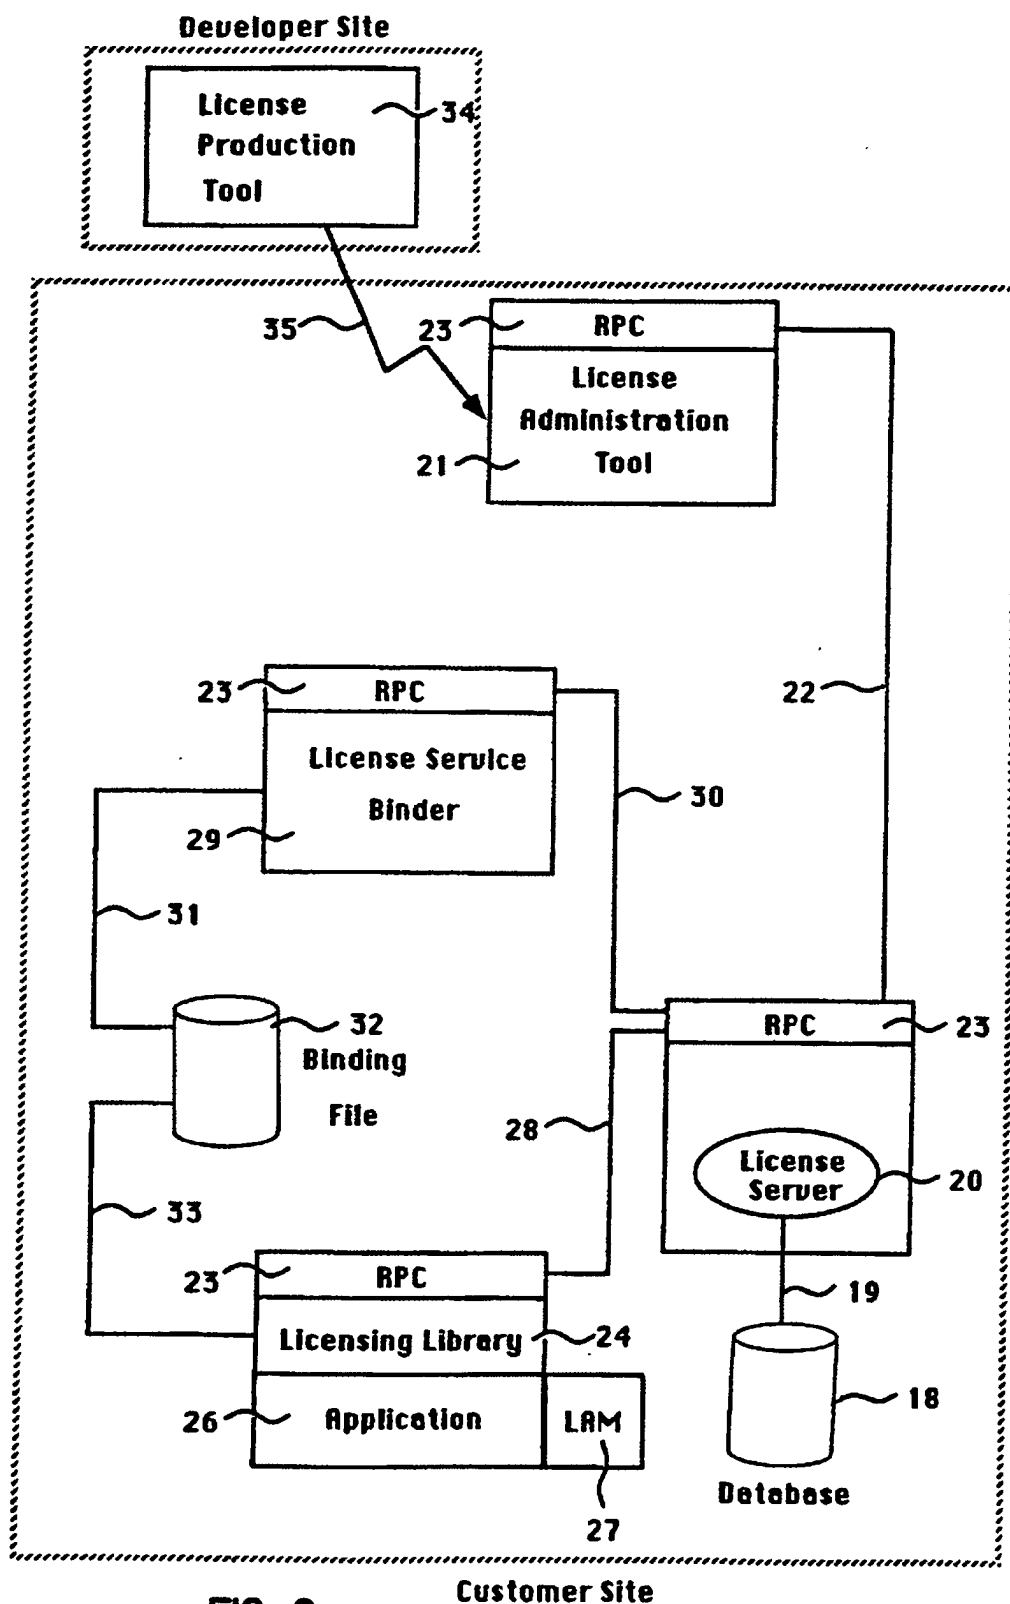 Developer Site
License
34
Production
Tool
35
23
RPC
License
Administration
21
Tool
23
RPC
22
License Service
30
Binder
29
31
32
RPC
23
Binding
File
28
License
20
Server
33
23
RPC
19
Licensing Library
24
26
Application
LAM
18
Database
27
Customer Site